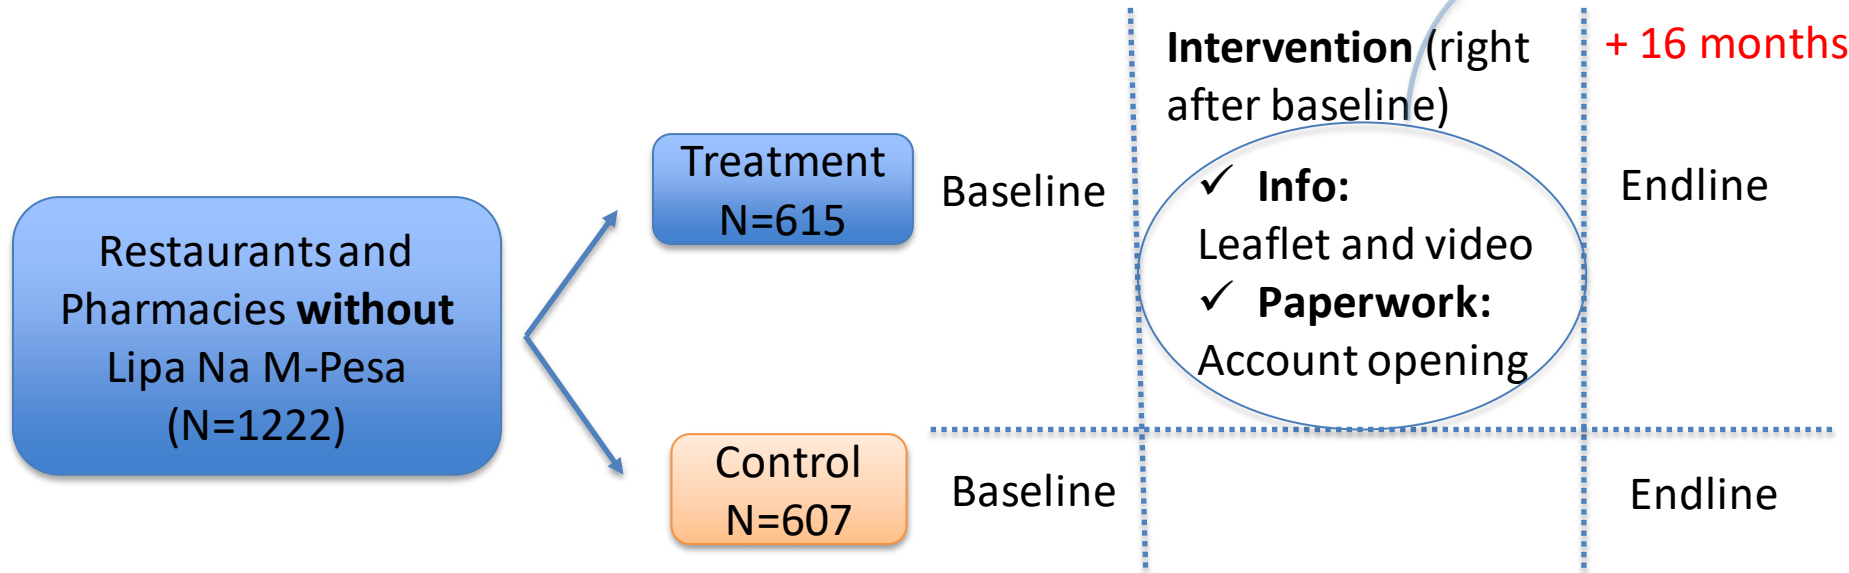 Restaurants and
Pharmacies without
Lipa Na M-Pesa
(N=1222)
Treatment
N=615
Control
N=607
Baseline
Intervention (right
after baseline)
✓ Info:
Leaflet and video
✓ Paperwork:
Account opening
+ 16 months
Endline
Baseline
Endline